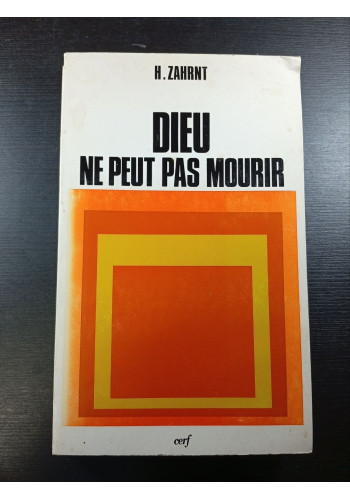 H. ZAHRNT
DIEU
NE PEUT PAS MOURIR
cerf